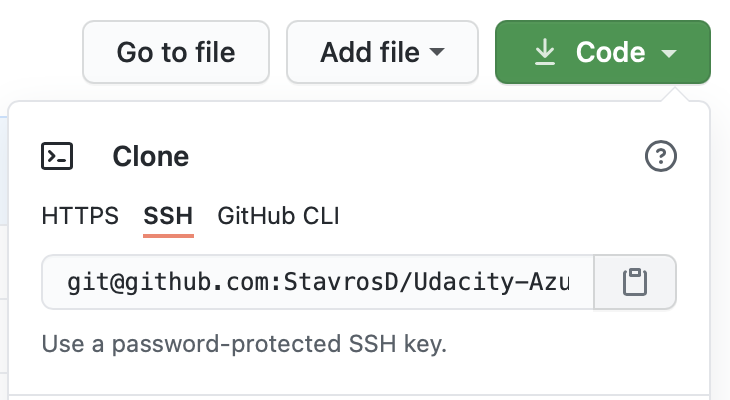 Go to file Add file Code
Clone
HTTPS SSH GitHub CLI
git@github.com:StavrosD/Udacity-Azu
Use a password-protected SSH key.